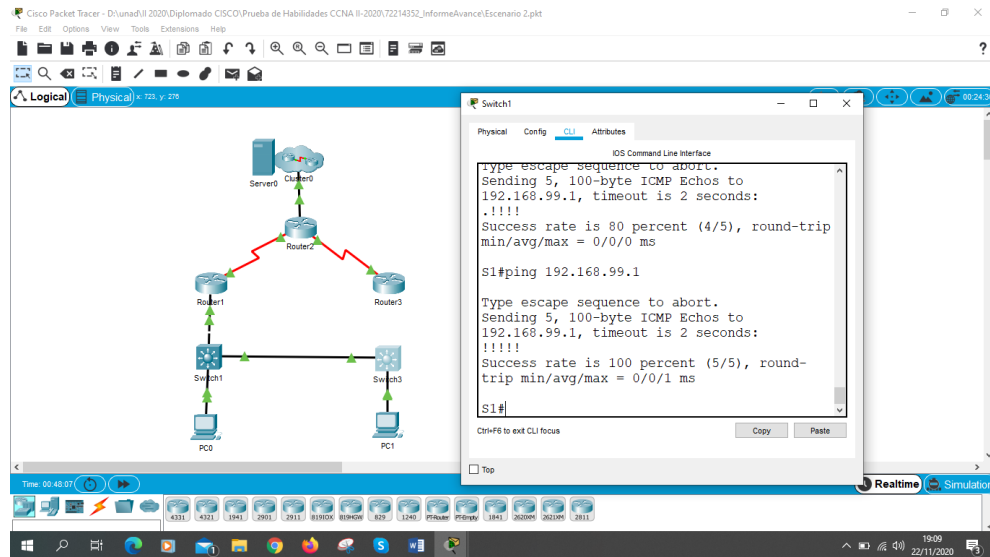 Cisco Packet Tracer - D:\unad\II 2020\Diplomado CISCO\Prueba de Habilidades CCNA II-2020\72214352_InformeAvance\Escenario 2.pkt
File Edit Options View Tools Extensions Help
?
Logical Physical x: 723, y: 276
00:24:3
Switch1
Physical Config CLI Attributes
IOS Command Line Interface
Type escape sequence to abort.
Sending 5, 100-byte ICMP Echos to
192.168.99.1, timeout is 2 seconds:
.!!!!
Success rate is 80 percent (4/5), round-trip
min/avg/max = 0/0/0 ms
S1#ping 192.168.99.1
Type escape sequence to abort.
Sending 5, 100-byte ICMP Echos to
192.168.99.1, timeout is 2 seconds:
!!!!!
Success rate is 100 percent (5/5), round-
trip min/avg/max = 0/0/1 ms
S1#
Ctrl+F6 to exit CLI focus
Copy Paste
Top
Server0
Cluster0
Router2
Router1
Router3
Switch1
Switch3
PC0
PC1
Time: 00:48:07
Realtime Simulation
4331 4321 1941 2901 2911 819IOX 819HGW 829 1240 PT-Router PT-Empty 1841 2620XM 2621XM 2811
19:09
22/11/2020
3